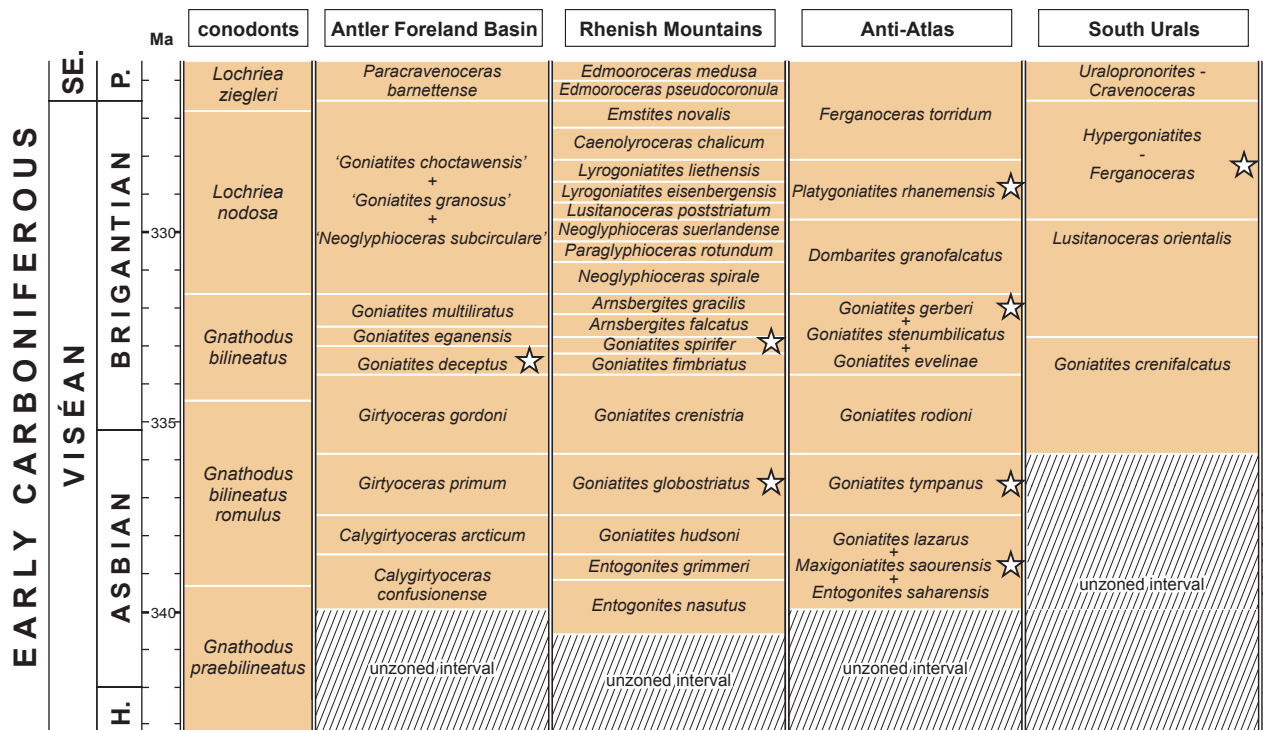 EARLY CARBONIFEROUS
SE.
VISÉAN
P.
BRIGANTIAN
ASBIAN
H.
Ma
330
335
340
conodonts
Lochriea
ziegleri
Lochriea
nodosa
Gnathodus
bilineatus
Gnathodus
bilineatus
romulus
Gnathodus
praebilineatus
Antler Foreland Basin
Paracravenoceras
barnettense
‘Goniatites choctawensis’
+
‘Goniatites granosus’
+
‘Neoglyphioceras subcirculare’
Goniatites multiliratus
Goniatites eganensis
Goniatites deceptus
Girtyoceras gordoni
Girtyoceras primum
Calygirtyoceras arcticum
Calygirtyoceras
confusionense
unzoned interval
Rhenish Mountains
Edmooroceras medusa
Edmooroceras pseudocoronula
Emstites novalis
Caenolyroceras chalicum
Lyrogoniatites liethensis
Lyrogoniatites eisenbergensis
Lusitanoceras poststriatum
Neoglyphioceras suerlandense
Paraglyphioceras rotundum
Neoglyphioceras spirale
Arnsbergites gracilis
Arnsbergites falcatus
Goniatites spirifer
Goniatites fimbriatus
Goniatites crenistria
Goniatites globostriatus
Goniatites hudsoni
Entogonites grimmeri
Entogonites nasutus
unzoned interval
Anti-Atlas
Ferganoceras torridum
Platygoniatites rhanemensis
Dombarites granofalcatus
Goniatites gerberi
+
Goniatites stenumbilicatus
+
Goniatites evelinae
Goniatites rodioni
Goniatites tympanus
Goniatites lazarus
+
Maxigoniatites saourensis
+
Entogonites saharensis
unzoned interval
South Urals
Uralopronorites -
Cravenoceras
Hypergoniatites
-
Ferganoceras
Lusitanoceras orientalis
Goniatites crenifalcatus
unzoned interval